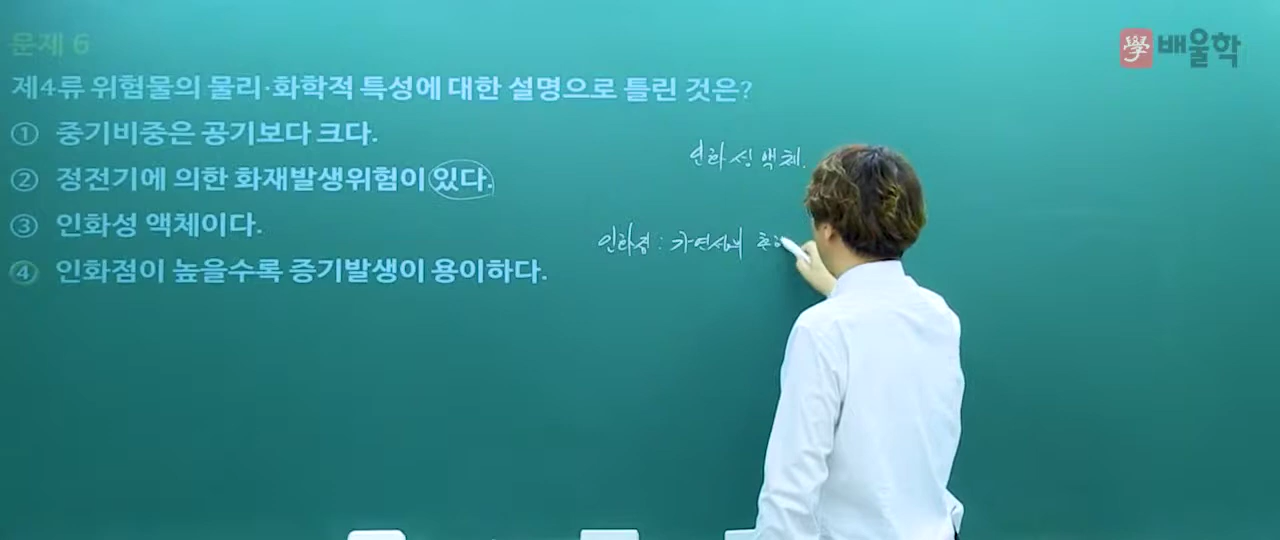 문제 6
學 배울학
제4류 위험물의 물리·화학적 특성에 대한 설명으로 틀린 것은?
① 중기비중은 공기보다 크다.
② 정전기에 의한 화재발생위험이 있다.
③ 인화성 액체이다.
④ 인화점이 높을수록 증기발생이 용이하다.
인화성 액체.
인화점 : 가연성